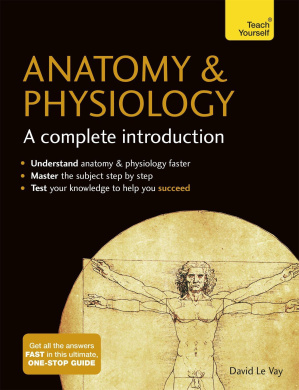 Teach
Yourself
ANATOMY &
PHYSIOLOGY
A complete introduction
• Understand anatomy & physiology faster
• Master the subject step by step
• Test your knowledge to help you succeed
Get all the answers
FAST in this ultimate,
ONE-STOP GUIDE
David Le Vay